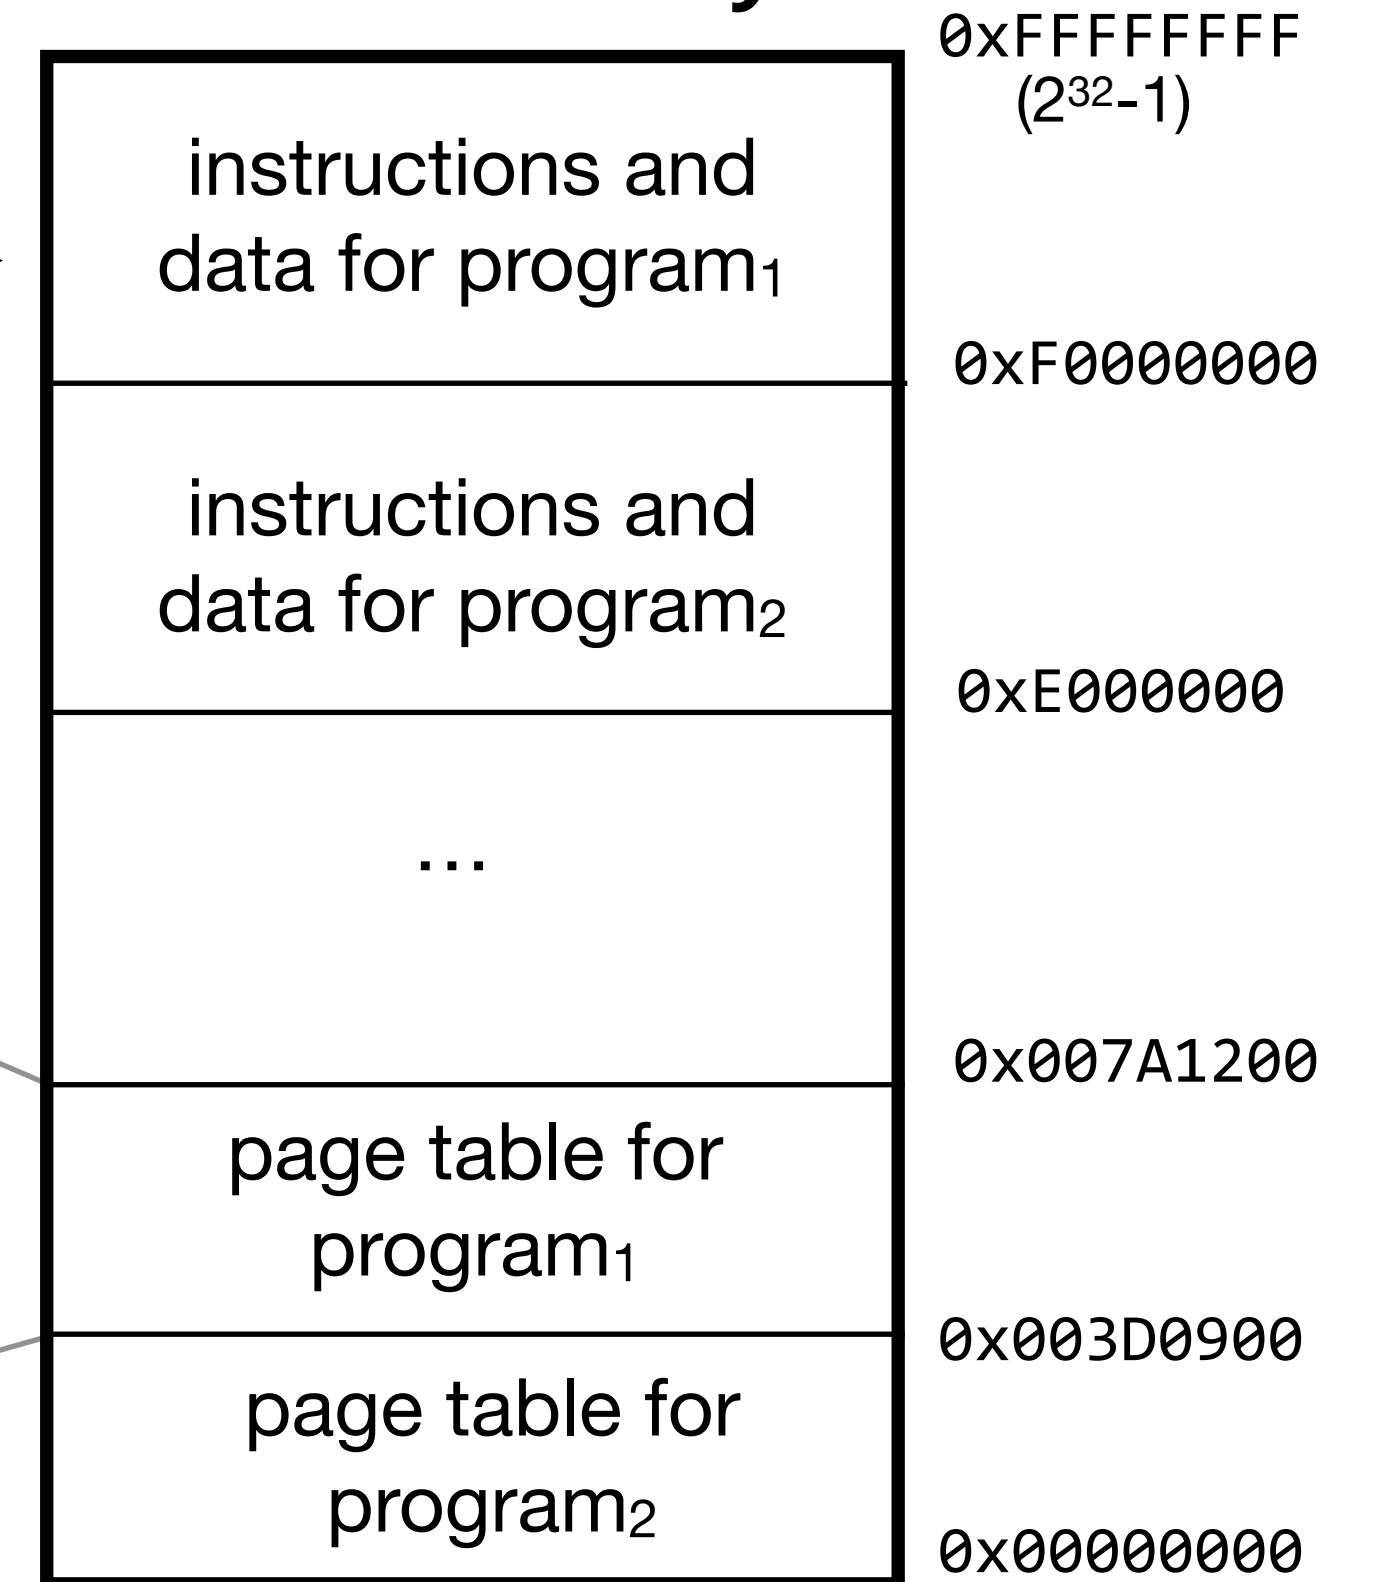 0xFFFFFFFF
(2³²-1)
instructions and
data for program₁
0xF0000000
instructions and
data for program₂
0xE000000
...
0x007A1200
page table for
program₁
0x003D0900
page table for
program₂
0x00000000